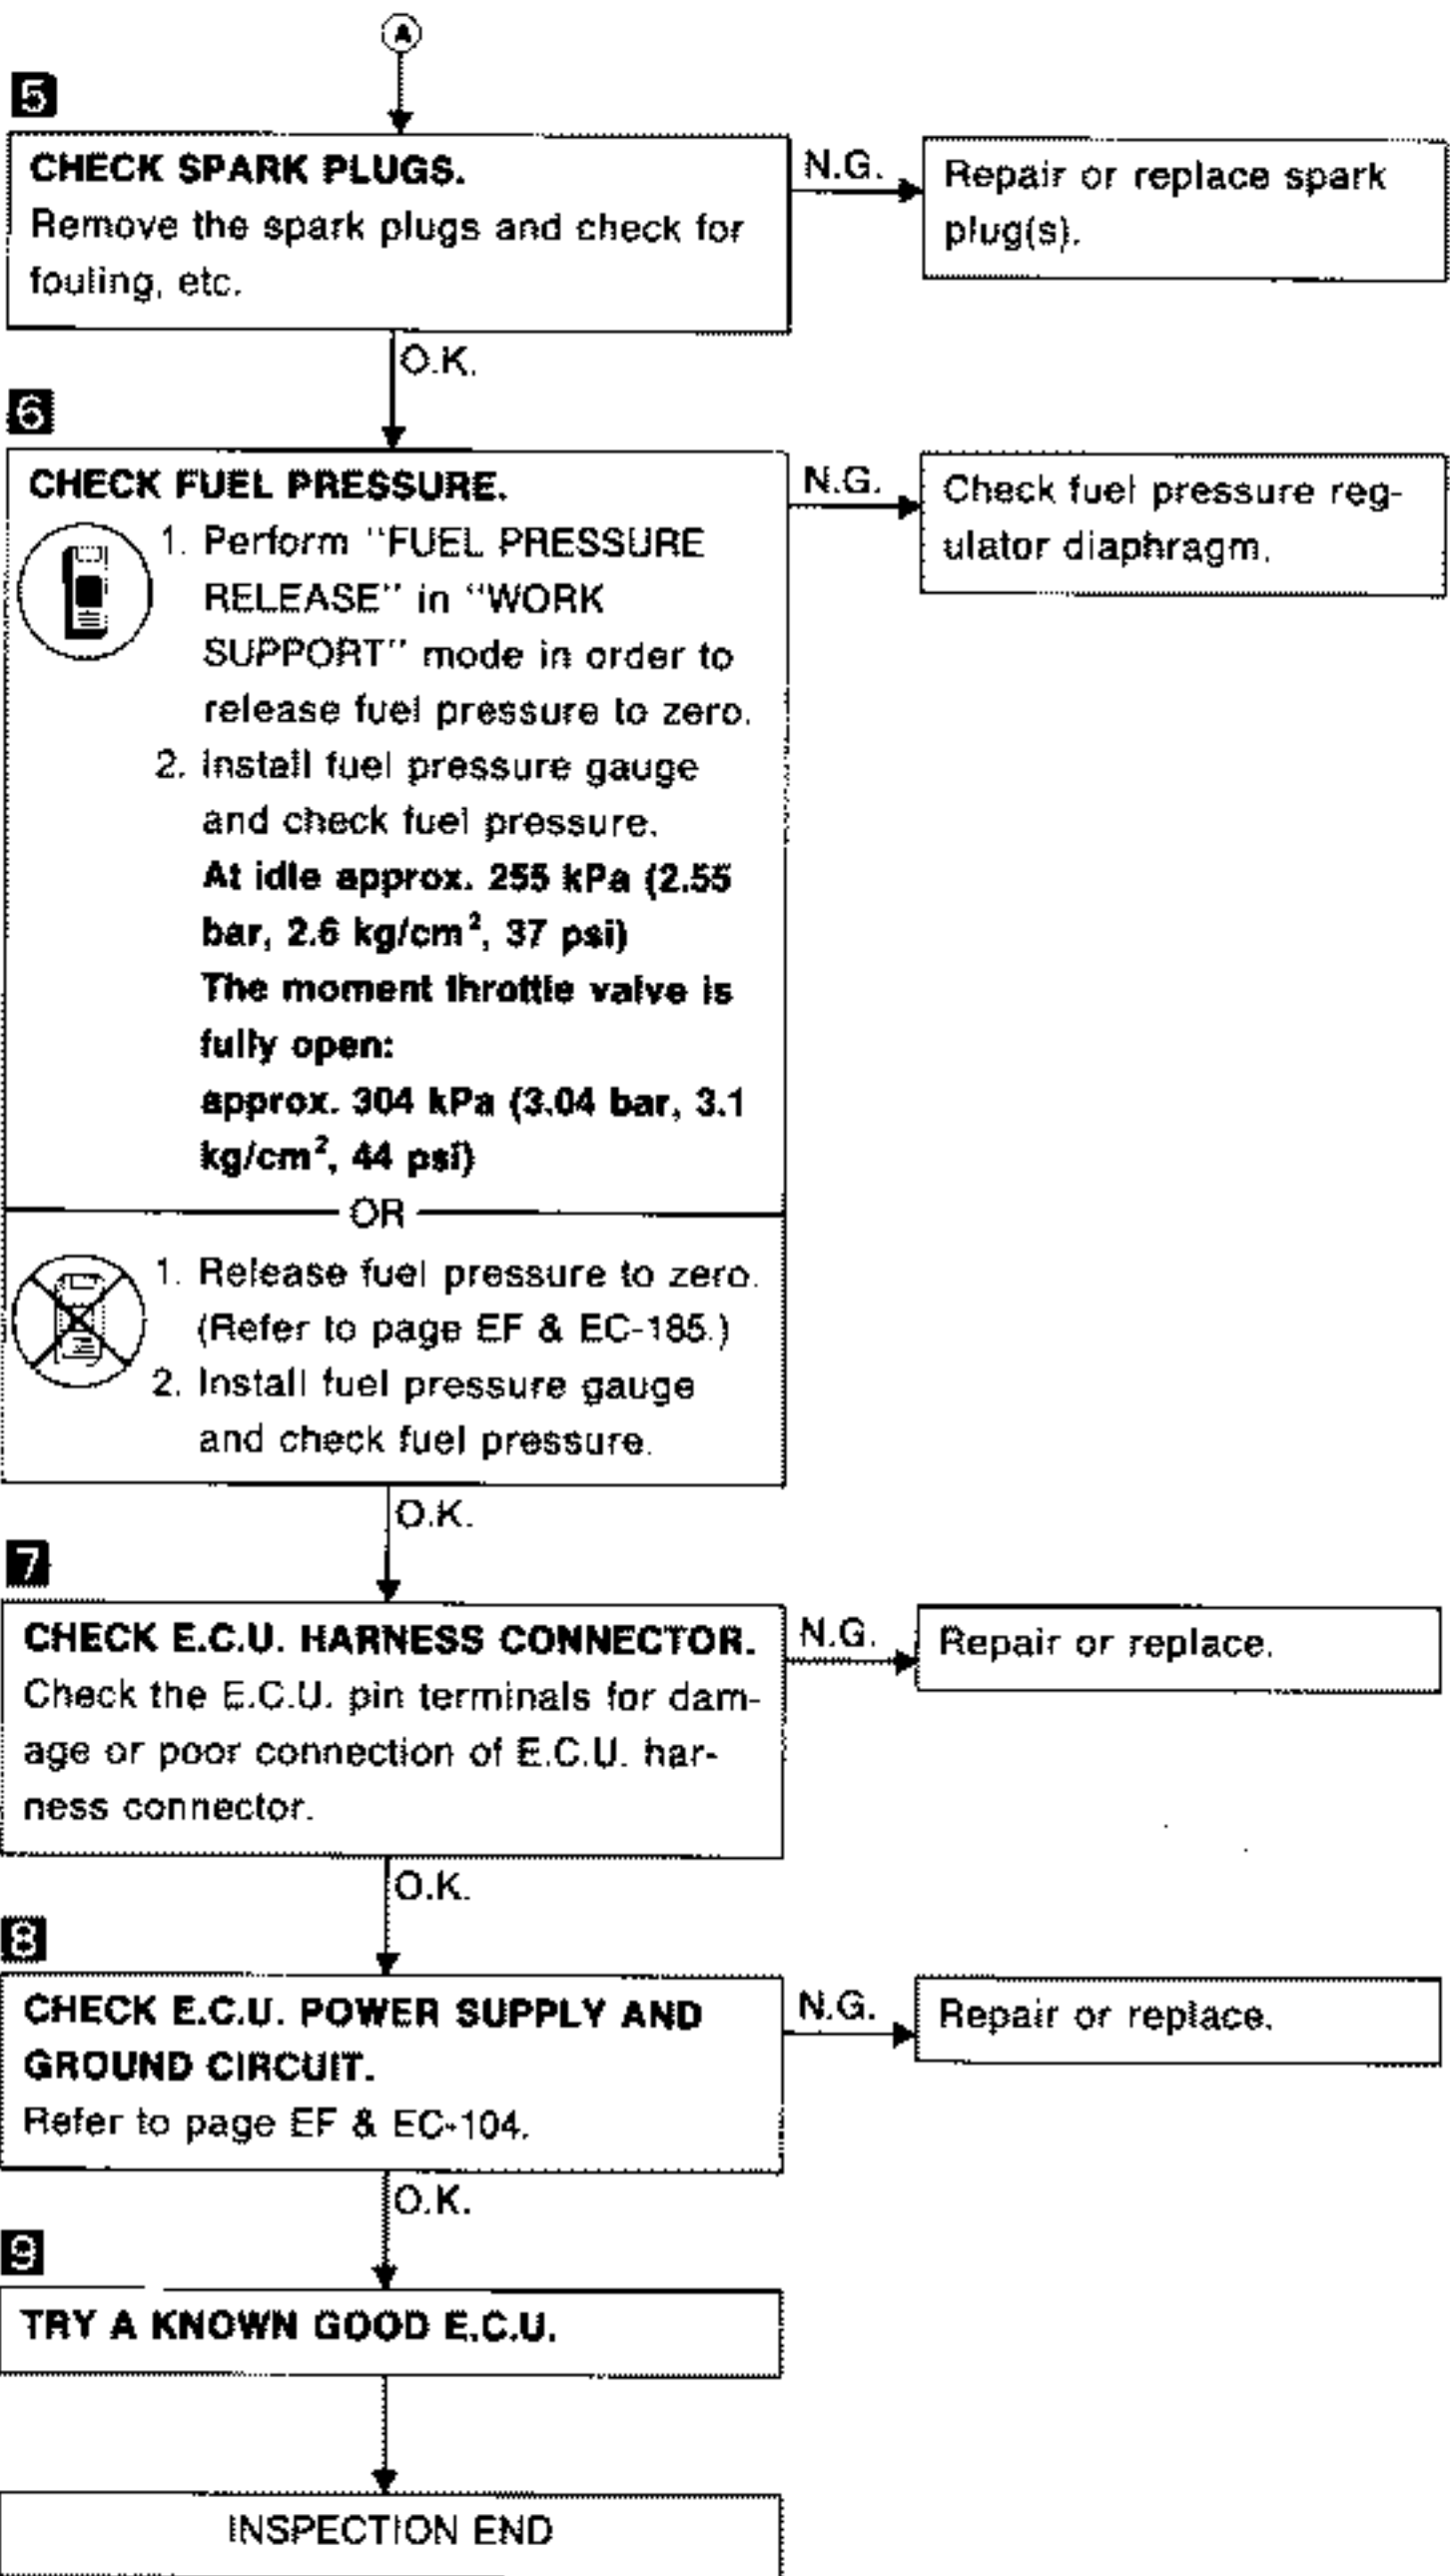 A
5
CHECK SPARK PLUGS.
Remove the spark plugs and check for
fouling, etc.
N.G.
Repair or replace spark
plug(s).
O.K.
6
CHECK FUEL PRESSURE.
1. Perform "FUEL PRESSURE
RELEASE" in "WORK
SUPPORT" mode in order to
release fuel pressure to zero.
2. Install fuel pressure gauge
and check fuel pressure.
At idle approx. 255 kPa (2.55
bar, 2.6 kg/cm², 37 psi)
The moment throttle valve is
fully open:
approx. 304 kPa (3.04 bar, 3.1
kg/cm², 44 psi)
N.G.
Check fuel pressure reg-
ulator diaphragm.
OR
1. Release fuel pressure to zero.
(Refer to page EF & EC-185.)
2. Install fuel pressure gauge
and check fuel pressure.
O.K.
7
CHECK E.C.U. HARNESS CONNECTOR.
Check the E.C.U. pin terminals for dam-
age or poor connection of E.C.U. har-
ness connector.
N.G.
Repair or replace.
O.K.
8
CHECK E.C.U. POWER SUPPLY AND
GROUND CIRCUIT.
Refer to page EF & EC-104.
N.G.
Repair or replace.
O.K.
9
TRY A KNOWN GOOD E.C.U.
INSPECTION END